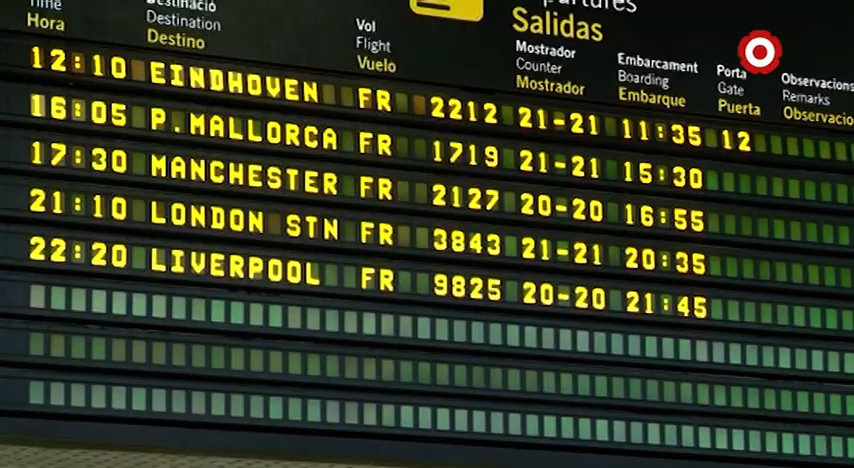 Salidas
Time Destinació Vol Mostrador Embarcament Porta Observacions
Hora Destination Flight Counter Boarding Gate Remarks
Destino Vuelo Mostrador Embarque Puerta
12:10 EINDHOVEN FR 2212 21-21 11:35 12
16:05 P.MALLORCA FR 1719 21-21 15:30
17:30 MANCHESTER FR 2127 20-20 16:55
21:10 LONDON STN FR 3843 21-21 20:35
22:20 LIVERPOOL FR 9825 20-20 21:45